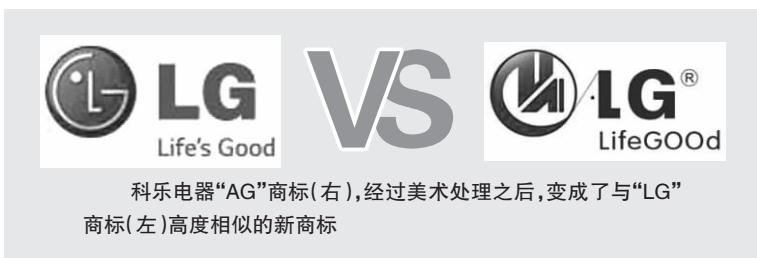 LG
Life's Good
VS
LG®
LifeGOOd
科乐电器“AG”商标(右),经过美术处理之后,变成了与“LG”
商标(左)高度相似的新商标